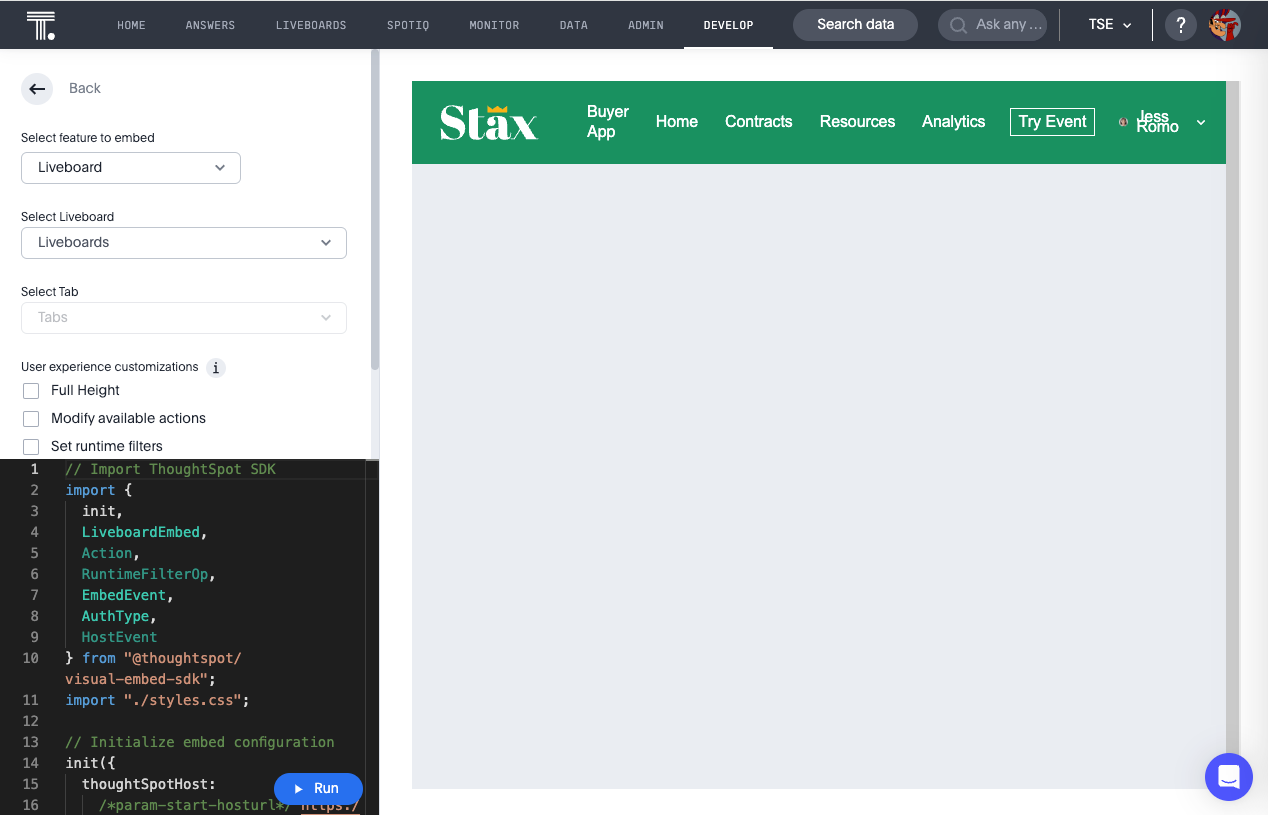 T.
HOME
ANSWERS
LIVEBOARDS
SPOTIQ
MONITOR
DATA
ADMIN
DEVELOP
Search data
Ask any ...
TSE
?
Back
Select feature to embed
Liveboard
Select Liveboard
Liveboards
Select Tab
Tabs
User experience customizations i
Full Height
Modify available actions
Set runtime filters
1 // Import ThoughtSpot SDK
2 import {
3 init,
4 LiveboardEmbed,
5 Action,
6 RuntimeFilterOp,
7 EmbedEvent,
8 AuthType,
9 HostEvent
10 } from "@thoughtspot/
visual-embed-sdk";
11 import "./styles.css";
12
13 // Initialize embed configuration
14 init({
15 thoughtSpotHost:
16 /*param-start-hosturl*/ https:/
Run
Stax
Buyer
App
Home
Contracts
Resources
Analytics
Try Event
Jess
Romo